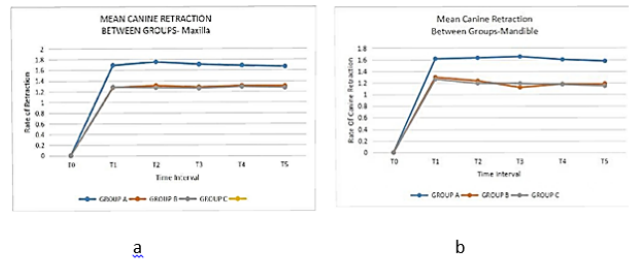 MEAN CANINE RETRACTION
BETWEEN GROUPS- Maxilla
Rate of Retraction
2
1.8
1.6
1.4
1.2
1
0.8
0.6
0.4
0.2
0
T0 T1 T2 T3 T4 T5
Time Interval
GROUP A GROUP B GROUP C
a
Mean Canine Retraction
Between Groups-Mandible
Rate Of Canine Retraction
1.8
1.6
1.4
1.2
1
0.8
0.6
0.4
0.2
0
T0 T1 T2 T3 T4 T5
Time Interval
GROUP A GROUP B GROUP C
b